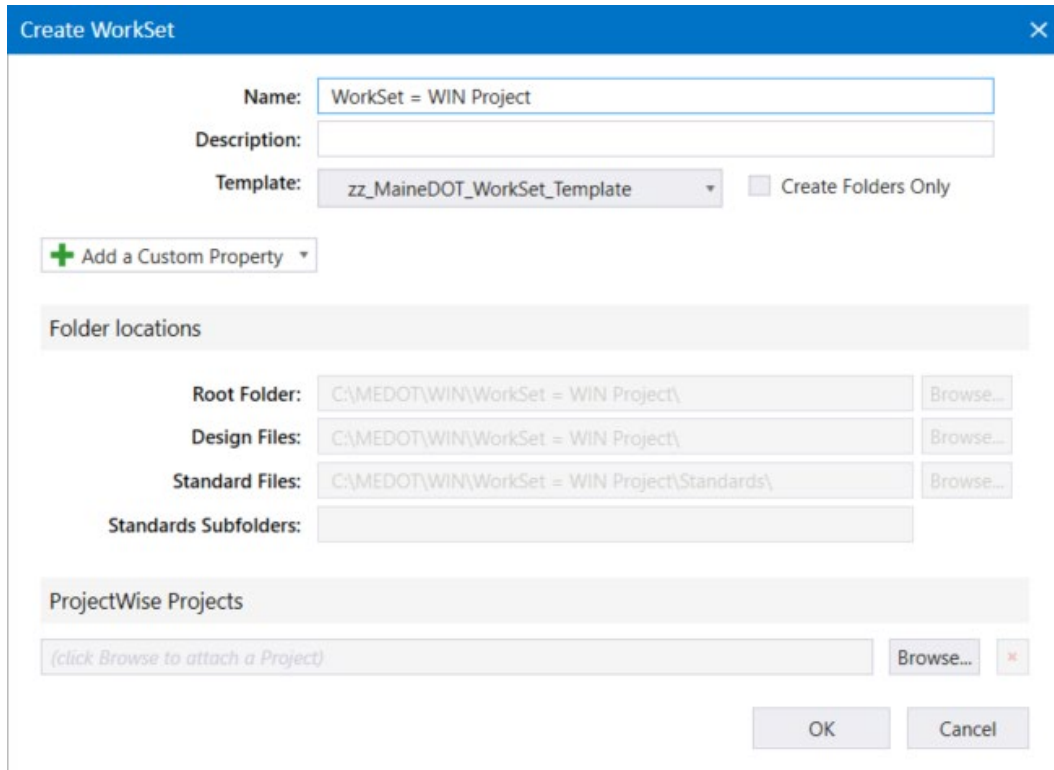 Create WorkSet
Name: WorkSet = WIN Project
Description:
Template: zz_MaineDOT_WorkSet_Template Create Folders Only
Add a Custom Property
Folder locations
Root Folder: C:\MEDOT\WIN\WorkSet = WIN Project\ Browse...
Design Files: C:\MEDOT\WIN\WorkSet = WIN Project\ Browse...
Standard Files: C:\MEDOT\WIN\WorkSet = WIN Project\Standards\ Browse...
Standards Subfolders:
ProjectWise Projects
(click Browse to attach a Project) Browse...
OK Cancel